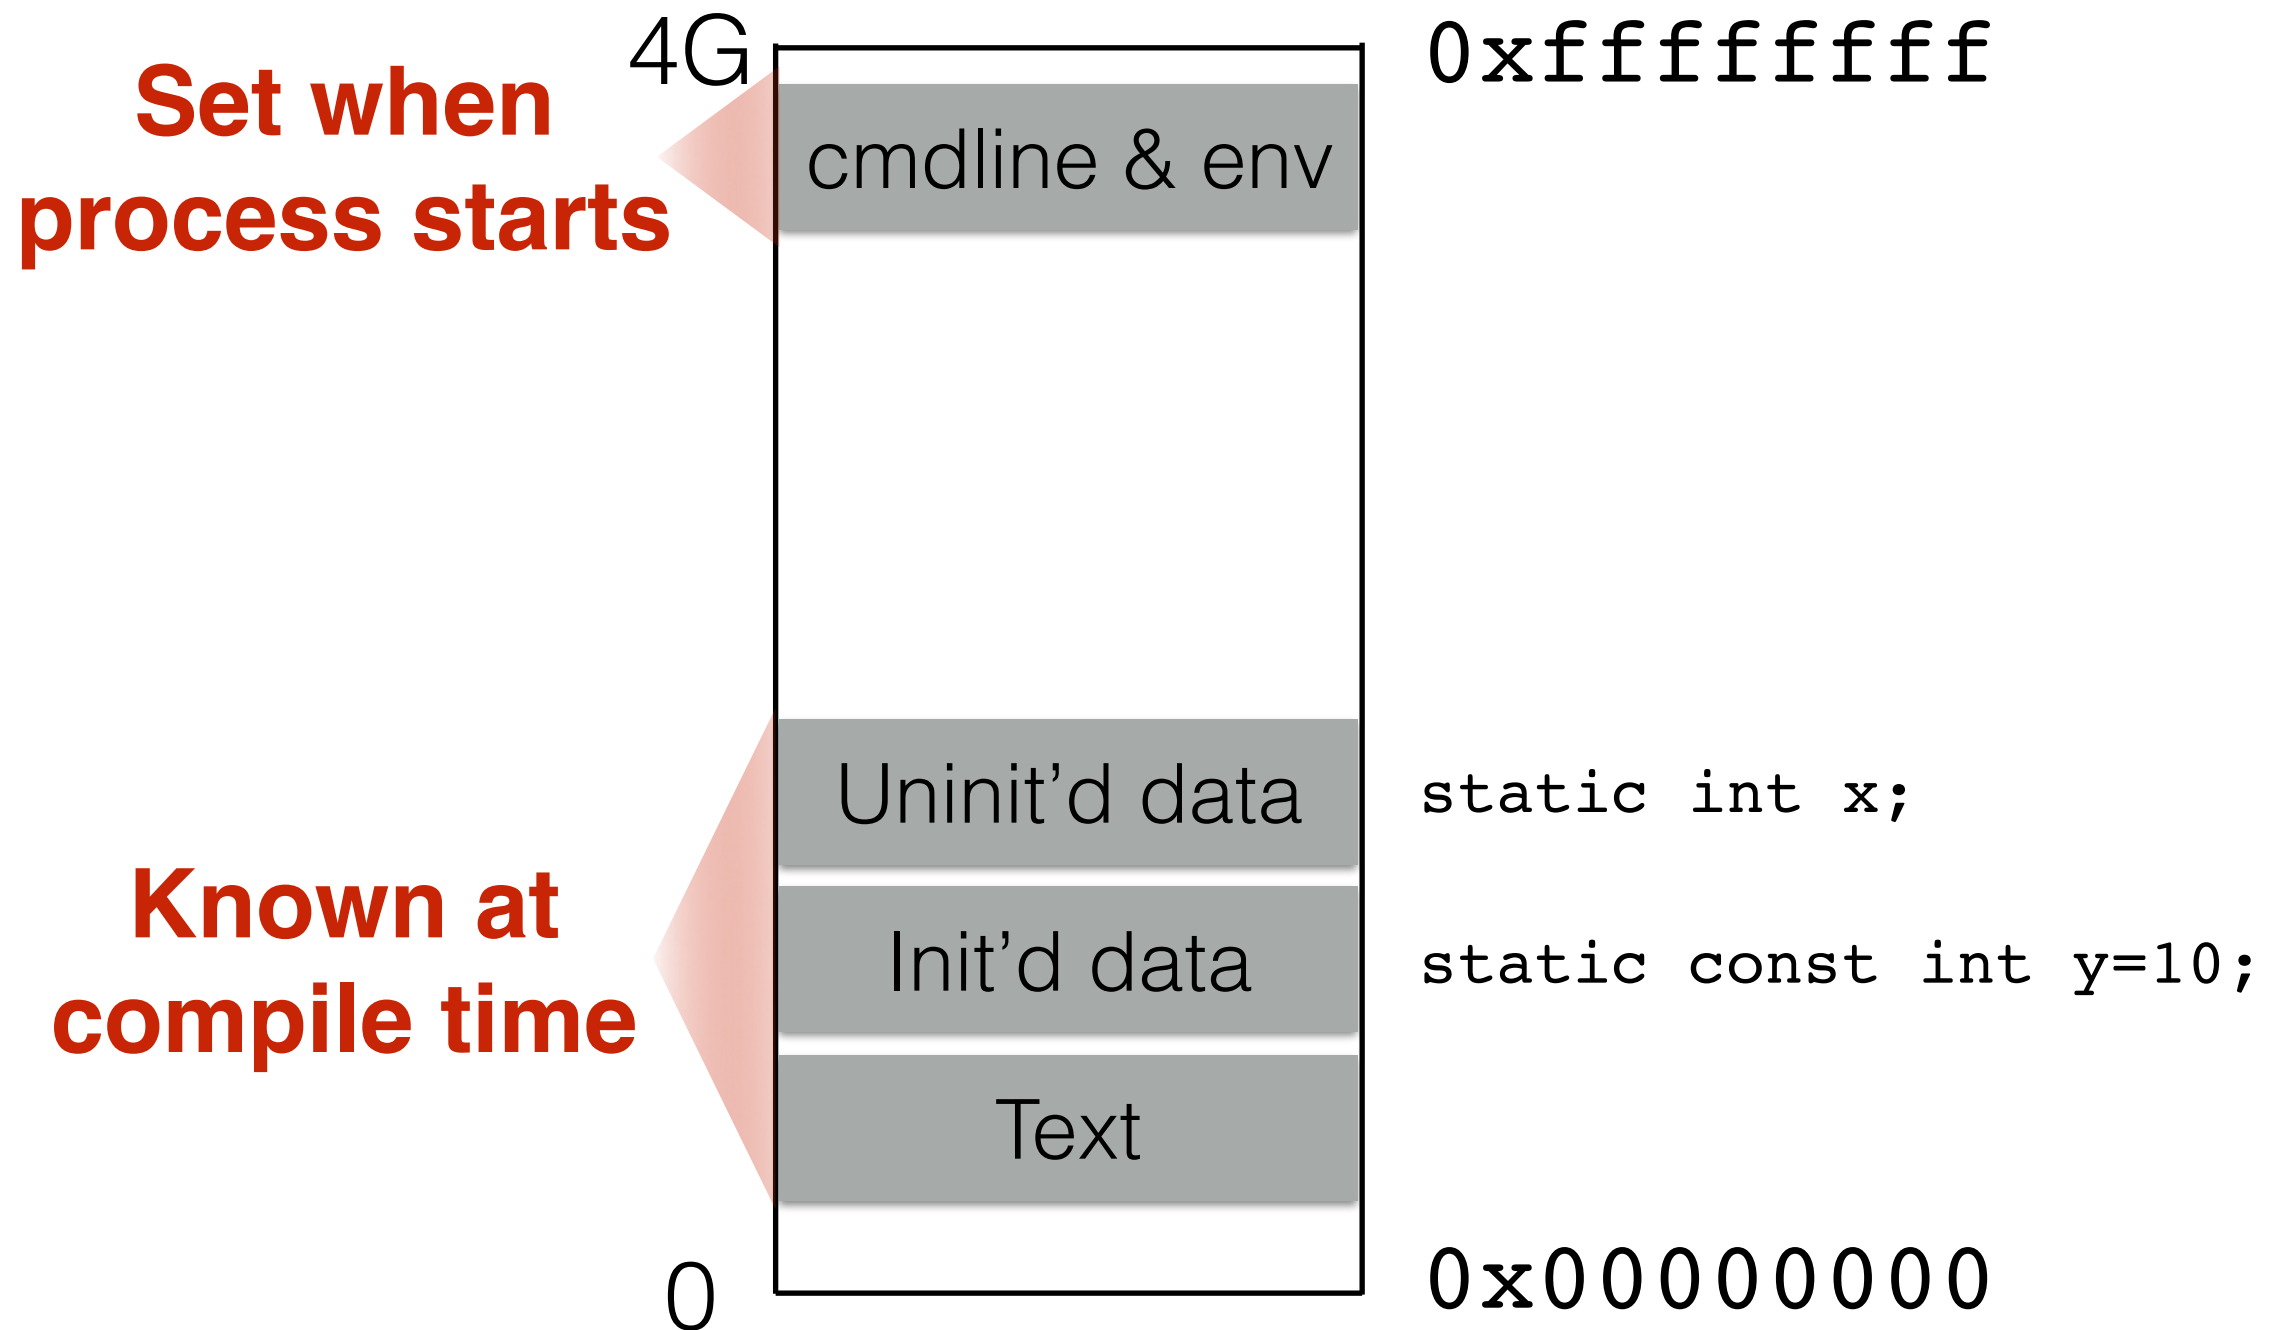 4G
0xffffffff
Set when
process starts
cmdline & env
Uninit’d data
static int x;
Known at
compile time
Init’d data
static const int y=10;
Text
0
0x00000000